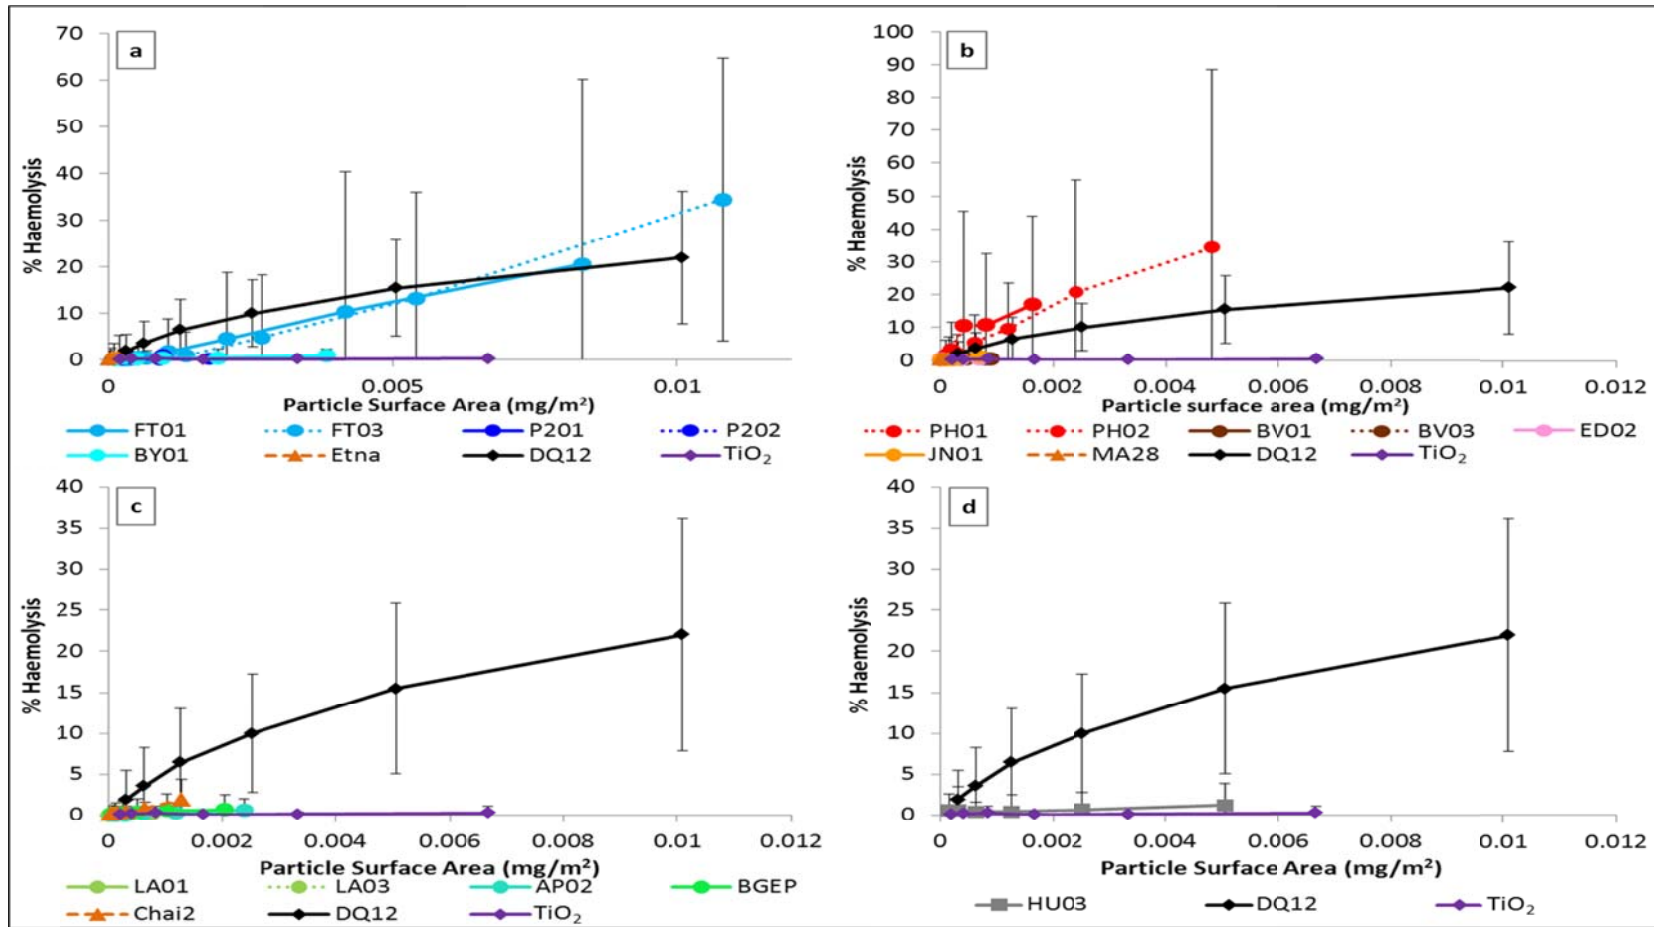 a
70
60
50
40
30
20
10
0
% Haemolysis
0 0.005 0.01
Particle Surface Area (mg/m²)
FT01 FT03 P201 P202
BY01 Etna DQ12 TiO₂
b
100
90
80
70
60
50
40
30
20
10
0
% Haemolysis
0 0.002 0.004 0.006 0.008 0.01 0.012
Particle surface area (mg/m²)
PH01 PH02 BV01 BV03 ED02
JN01 MA28 DQ12 TiO₂
c
40
35
30
25
20
15
10
5
0
% Haemolysis
0 0.002 0.004 0.006 0.008 0.01 0.012
Particle Surface Area (mg/m²)
LA01 LA03 AP02 BGEP
Chai2 DQ12 TiO₂
d
40
35
30
25
20
15
10
5
0
% Haemolysis
0 0.002 0.004 0.006 0.008 0.01 0.012
Particle Surface Area (mg/m²)
HU03 DQ12 TiO₂